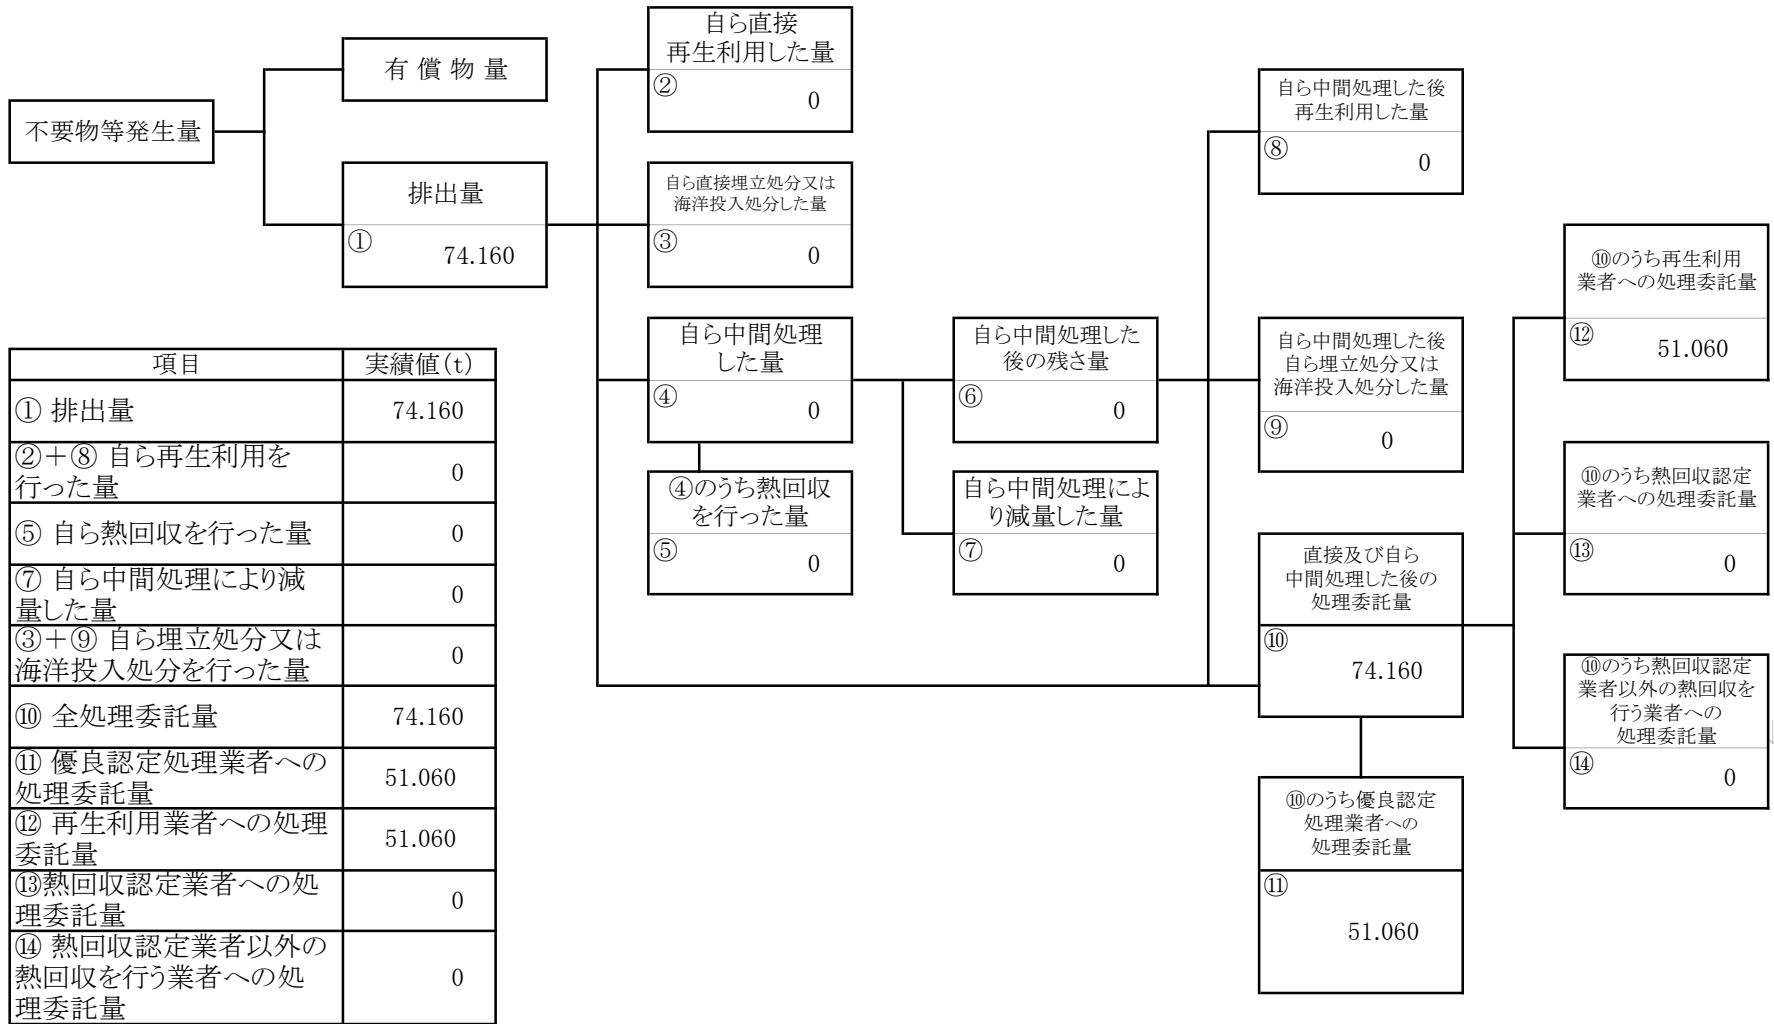 不要物等発生量
有償物量
排出量
①
74.160
自ら直接
再生利用した量
②
0
自ら直接埋立処分又は
海洋投入処分した量
③
0
自ら中間処理
した量
④
0
④のうち熱回収
を行った量
⑤
0
自ら中間処理した
後の残さ量
⑥
0
自ら中間処理によ
り減量した量
⑦
0
自ら中間処理した後
再生利用した量
⑧
0
自ら中間処理した後
自ら埋立処分又は
海洋投入処分した量
⑨
0
直接及び自ら
中間処理した後の
処理委託量
⑩
74.160
⑩のうち優良認定
処理業者への
処理委託量
⑪
51.060
⑩のうち再生利用
業者への処理委託量
⑫
51.060
⑩のうち熱回収認定
業者への処理委託量
⑬
0
⑩のうち熱回収認定
業者以外の熱回収を
行う業者への
処理委託量
⑭
0
項目 実績値(t)
① 排出量 74.160
②+⑧ 自ら再生利用を
行った量 0
⑤ 自ら熱回収を行った量 0
⑦ 自ら中間処理により減
量した量 0
③+⑨ 自ら埋立処分又は
海洋投入処分を行った量 0
⑩ 全処理委託量 74.160
⑪ 優良認定処理業者への
処理委託量 51.060
⑫ 再生利用業者への処理
委託量 51.060
⑬熱回収認定業者への処
理委託量 0
⑭ 熱回収認定業者以外の
熱回収を行う業者への処
理委託量 0